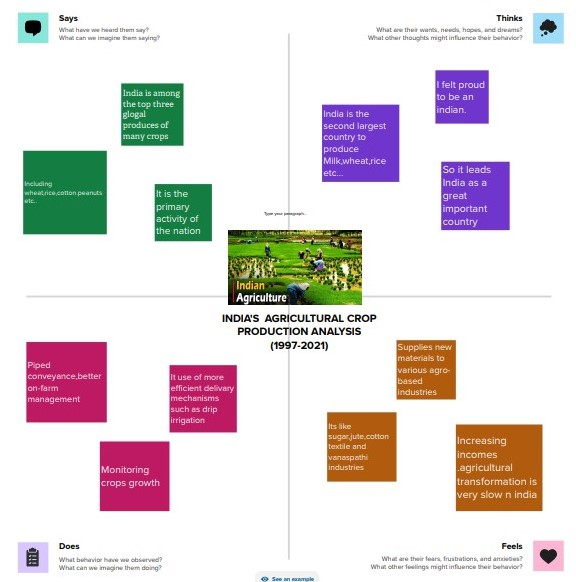 Says
What have we heard them say?
What can we imagine them saying?
Thinks
What are their wants, needs, hopes, and dreams?
What other thoughts might influence their behavior?
India is among
the top three
glogal
produces of
many crops
Including
wheat,rice,cotton.peanuts
etc..
It is the
primary
activity of
the nation
India is the
second largest
country to
produce
Milk,wheat,rice
etc...
I felt proud
to be an
indian.
So it leads
India as a
great
important
country
Type your paragraph...
Indian
Agriculture
INDIA'S AGRICULTURAL CROP
PRODUCTION ANALYSIS
(1997-2021)
Piped
conveyance,better
on-farm
management
It use of more
efficient delivary
mechanisms
such as drip
irrigation
Monitoring
crops growth
Supplies new
materials to
various agro-
based
industries
Its like
sugar,jute,cotton
textile and
vanaspathi
industries
Increasing
incomes
.agricultural
transformation is
very slow n india
Does
What behavior have we observed?
What can we imagine them doing?
Feels
What are their fears, frustrations, and anxieties?
What other feelings might influence their behavior?
See an example